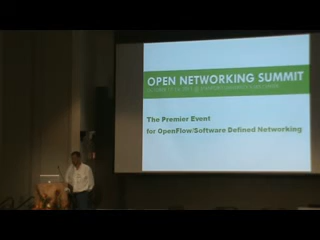 OPEN NETWORKING SUMMIT
The Premier Event
for OpenFlow/Software Defined Networking